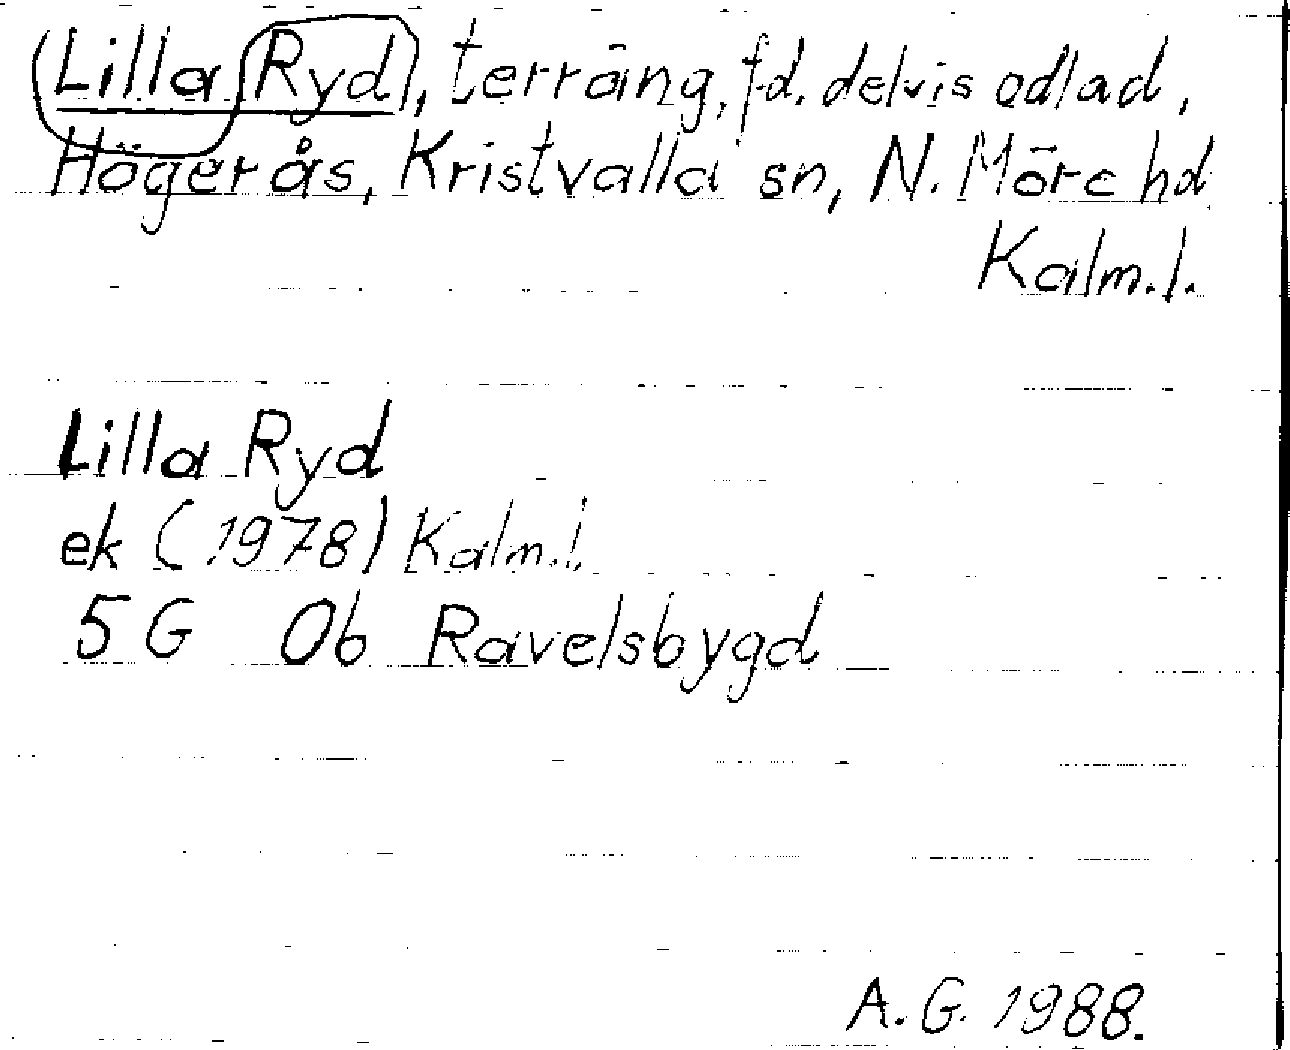 Lilla Ryd, terräng, fd. delvis odlad,
Högerås, Kristvalla sn, N. Möre hd
Kalm.l.
Lilla Ryd
ek (1978) Kalm.l.
5G 0b Ravelsbygd
A.G. 1988.